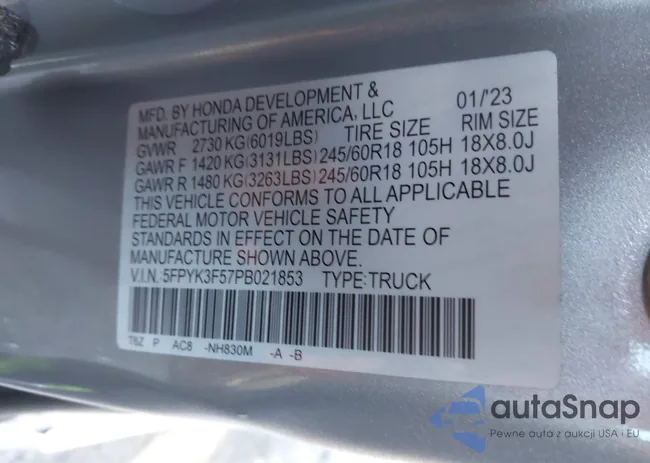 MFD. BY HONDA DEVELOPMENT &
MANUFACTURING OF AMERICA, LLC 01/'23
GVWR 2730 KG(6019LBS) TIRE SIZE RIM SIZE
GAWR F 1420 KG(3131LBS)245/60R18 105H 18X8.0J
GAWR R 1480 KG(3263LBS)245/60R18 105H 18X8.0J
THIS VEHICLE CONFORMS TO ALL APPLICABLE
FEDERAL MOTOR VEHICLE SAFETY
STANDARDS IN EFFECT ON THE DATE OF
MANUFACTURE SHOWN ABOVE.
V.I.N.:5FPYK3F57PB021853 TYPE:TRUCK
T6Z P AC8 -NH830M -A -B
autaSnap
Pewne auta z aukcji USA i EU